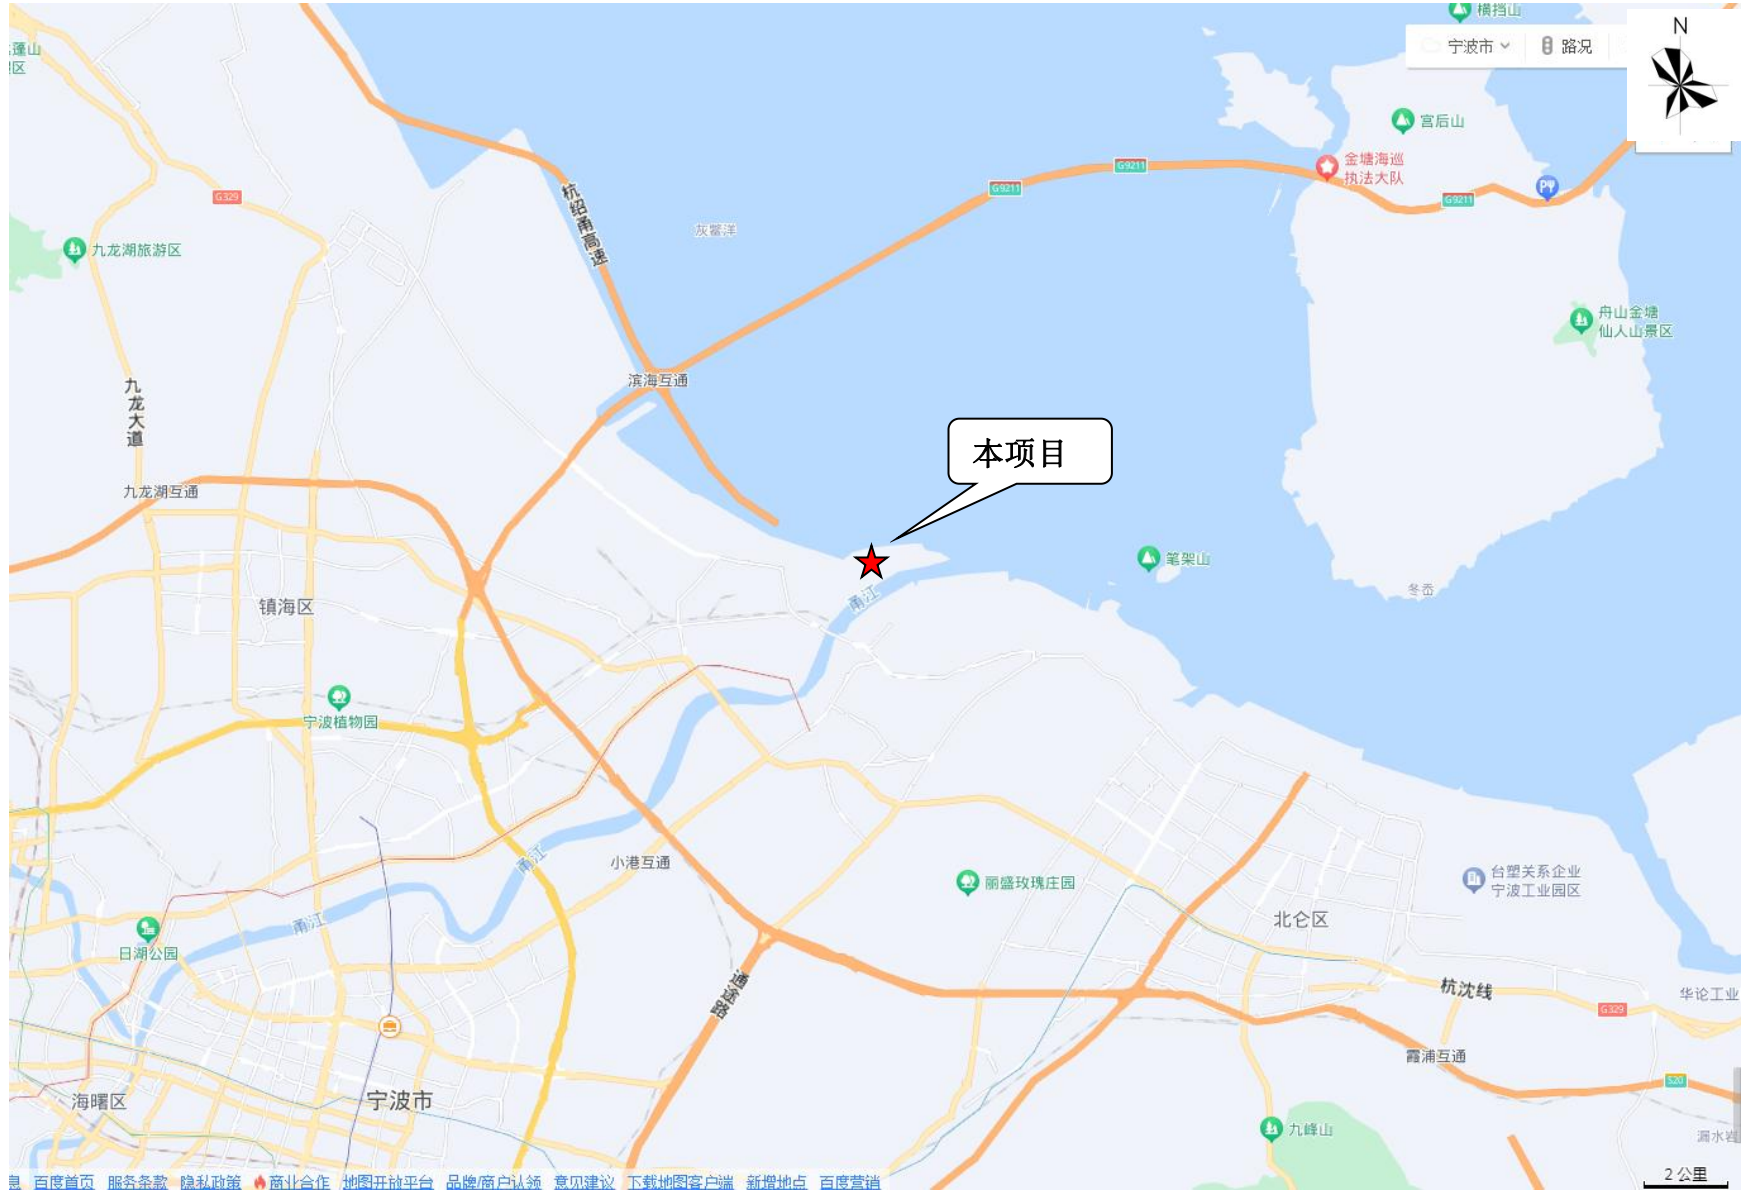 横挡山
N
宁波市
路况
蓬山
区
宫后山
金塘海巡
执法大队
G9211
G9211
G9211
G329
杭绍甬高速
灰鳖洋
九龙湖旅游区
舟山金塘
仙人山景区
滨海互通
九龙大道
本项目
九龙湖互通
笔架山
冬岙
甬江
镇海区
宁波植物园
小港互通
甬江
丽盛玫瑰庄园
台塑关系企业
宁波工业园区
北仑区
甬江
日湖公园
通途路
杭沈线
华论工业
G329
霞浦互通
S20
海曙区
宁波市
九峰山
漏水岩
2公里
息 百度首页 服务条款 隐私政策 商业合作 地图开放平台 品牌/商户认领 意见建议 下载地图客户端 新增地点 百度营销